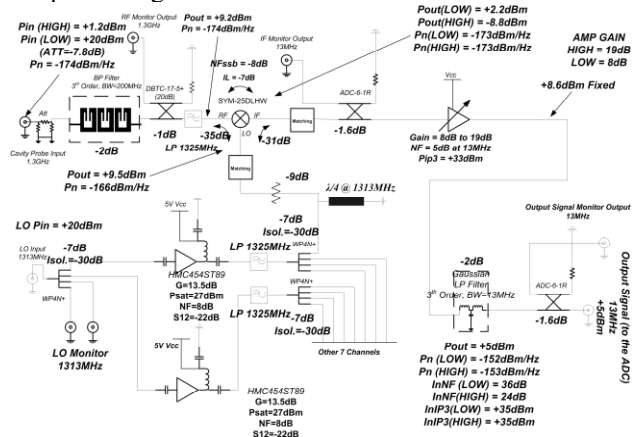 Pin (HIGH) = +1.2dBm
Pin (LOW) = +20dBm
(ATT=-7.8dB)
Pn = -174dBm/Hz
RF Monitor Output
1.3GHz
Pout=+9.2dBm
Pn=-174dBm/Hz
NFssb = -8dB
IL = -7dB
SYM-25DLHW
IF Monitor Output
13MHz
Pout(LOW) = +2.2dBm
Pout(HIGH) = -8.8dBm
Pn(LOW) = -173dBm/Hz
Pn(HIGH) = -173dBm/Hz
AMP GAIN
HIGH = 19dB
LOW = 8dB
+8.6dBm Fixed
BP Filter
3rd Order, BW=200MHz
DBTC-17-5+
(20dB)
Att
Cavity Probe Input
1.3GHz
-2dB
-1dB
LP 1325MHz
-35dB
RF
IF
LO
-31dB
Matching
ADC-6-1R
-1.6dB
Vcc
Gain = 8dB to 19dB
NF = 5dB at 13MHz
Pip3 = +33dBm
Pout=+9.5dBm
Pn = -166dBm/Hz
Matching
-9dB
λ/4 @ 1313MHz
LO Pin = +20dBm
LO Input
1313MHz
-7dB
Isol.=-30dB
WP4N+
LO Monitor
1313MHz
5V Vcc
HMC454ST89
G=13.5dB
Psat=27dBm
NF=8dB
S12=-22dB
LP 1325MHz
-7dB
Isol.=-30dB
WP4N+
LP 1325MHz
WP4N+
-7dB
Isol.=-30dB
Other 7 Channels
5V Vcc
HMC454ST89
G=13.5dB
Psat=27dBm
NF=8dB
S12=-22dB
-2dB
Gaussian
LP Filter
3th Order, BW=13MHz
Output Signal Monitor Output
13MHz
ADC-6-1R
-1.6dB
Output Signal (to the ADC)
13MHz
+5dBm
Pout=+5dBm
Pn (LOW) = -152dBm/Hz
Pn (HIGH) = -153dBm/Hz
InNF (LOW) = 36dB
InNF(HIGH) = 24dB
InIP3(LOW) = +35dBm
InIP3(HIGH) = +35dBm